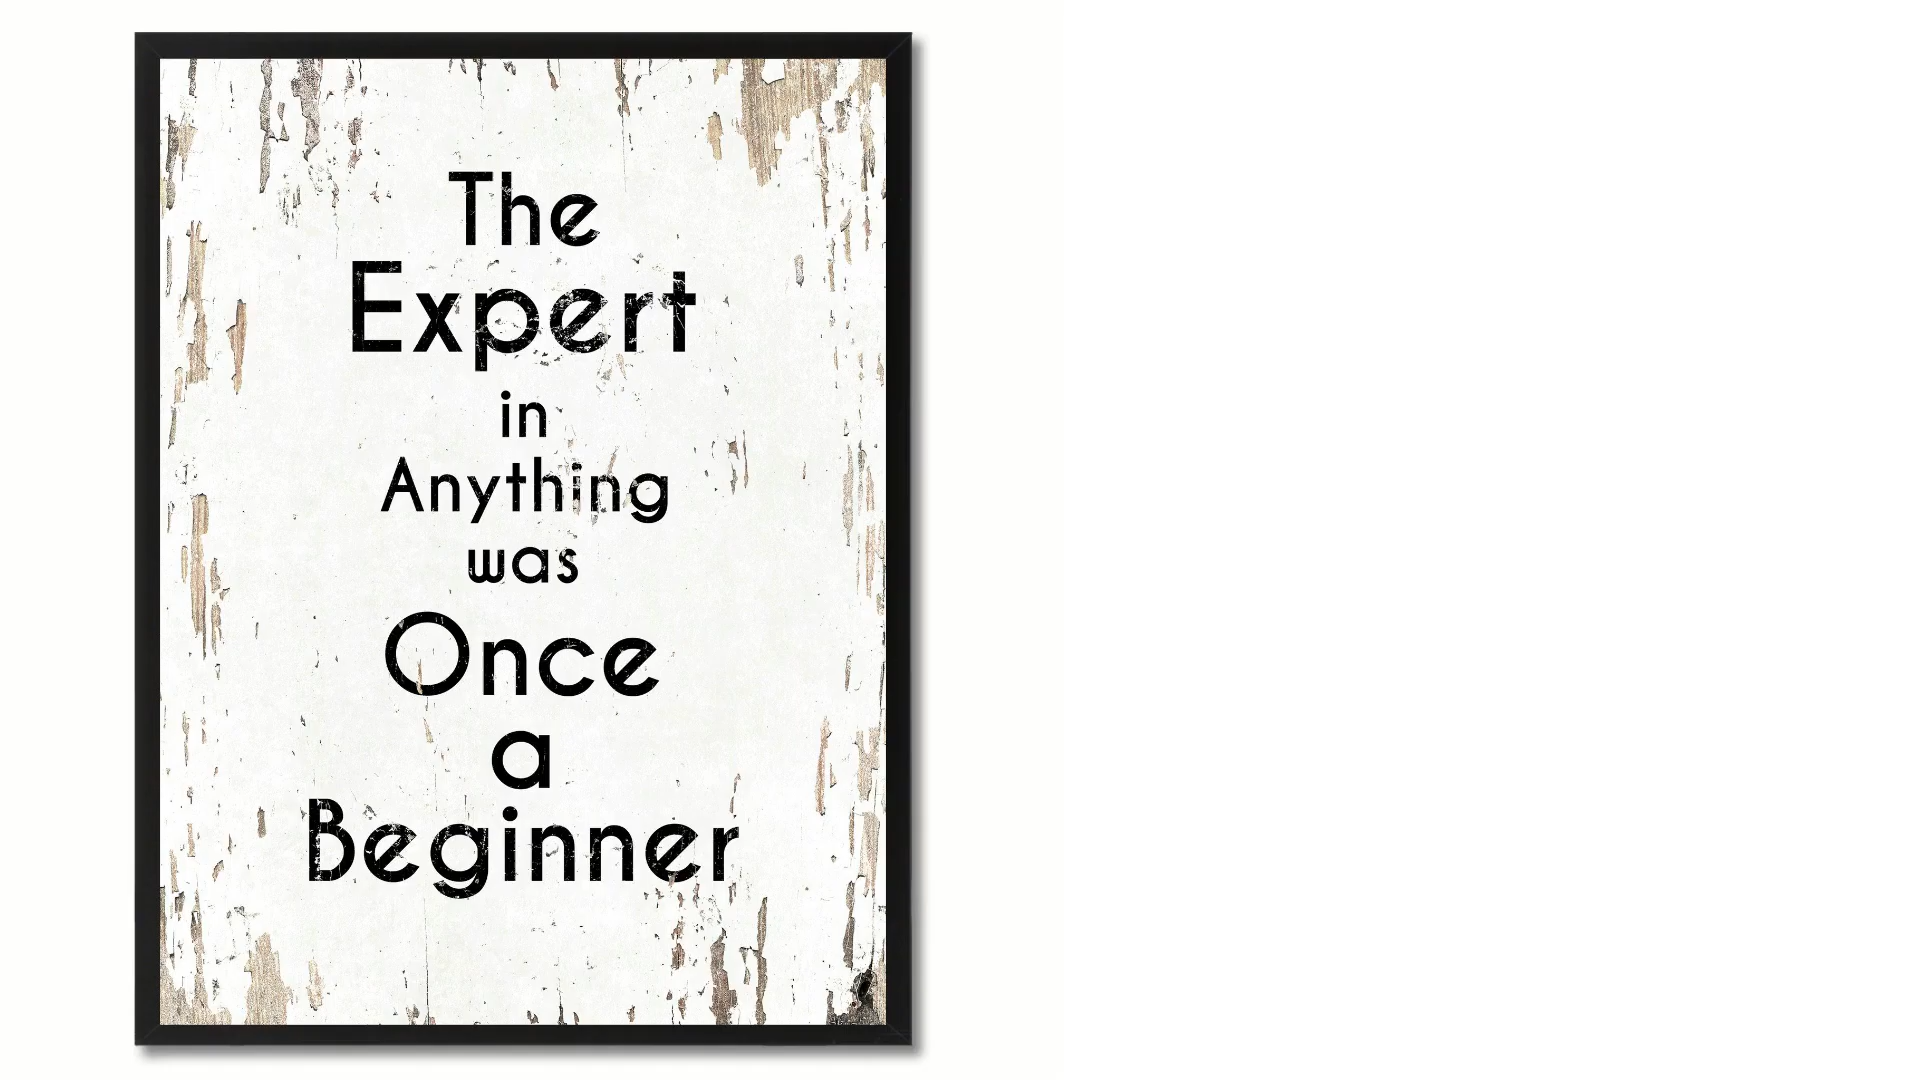 The
Expert
in
Anything
was
Once
a
Beginner